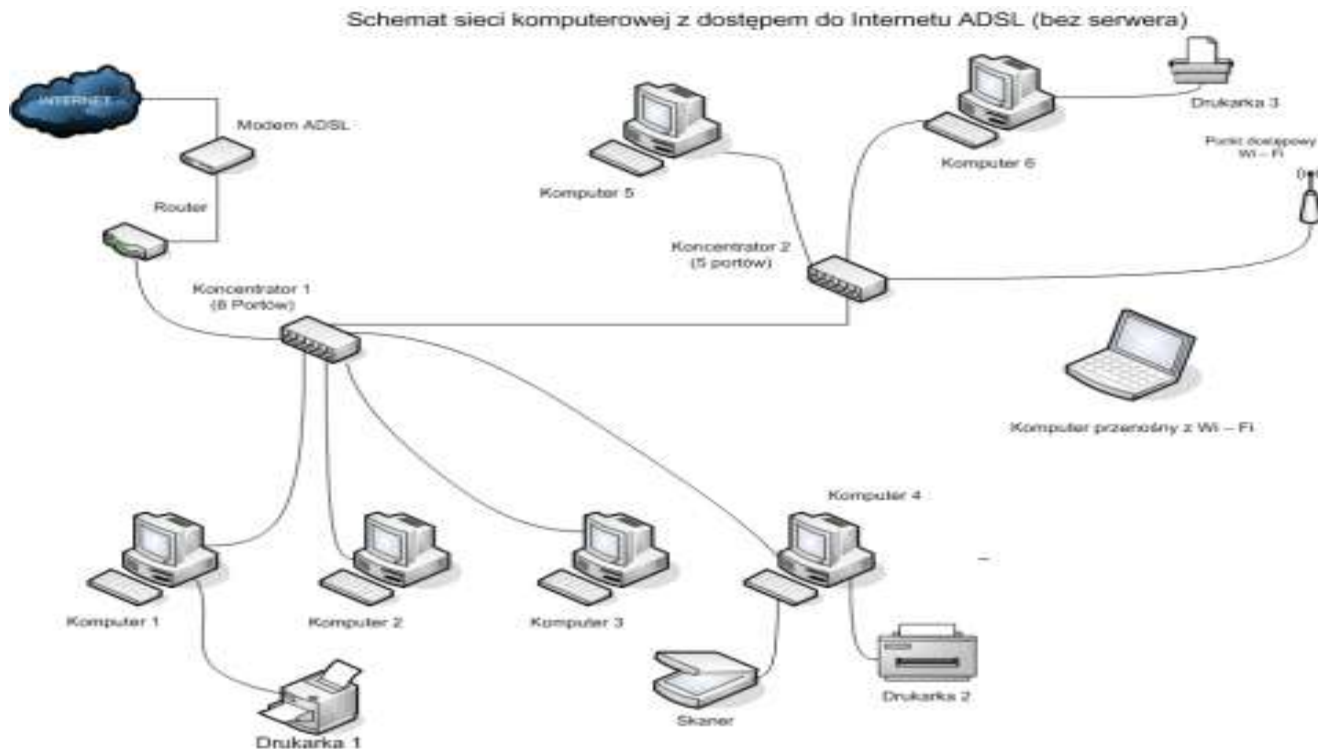 Schemat sieci komputerowej z dostępem do Internetu ADSL (bez serwera)
INTERNET
Modem ADSL
Router
Koncentrator 1
(8 Portów)
Komputer 5
Komputer 6
Drukarka 3
Punkt dostępowy
Wi – Fi
Koncentrator 2
(5 portów)
Komputer przenośny z Wi – Fi
Komputer 4
Komputer 1
Komputer 2
Komputer 3
Drukarka 1
Skaner
Drukarka 2